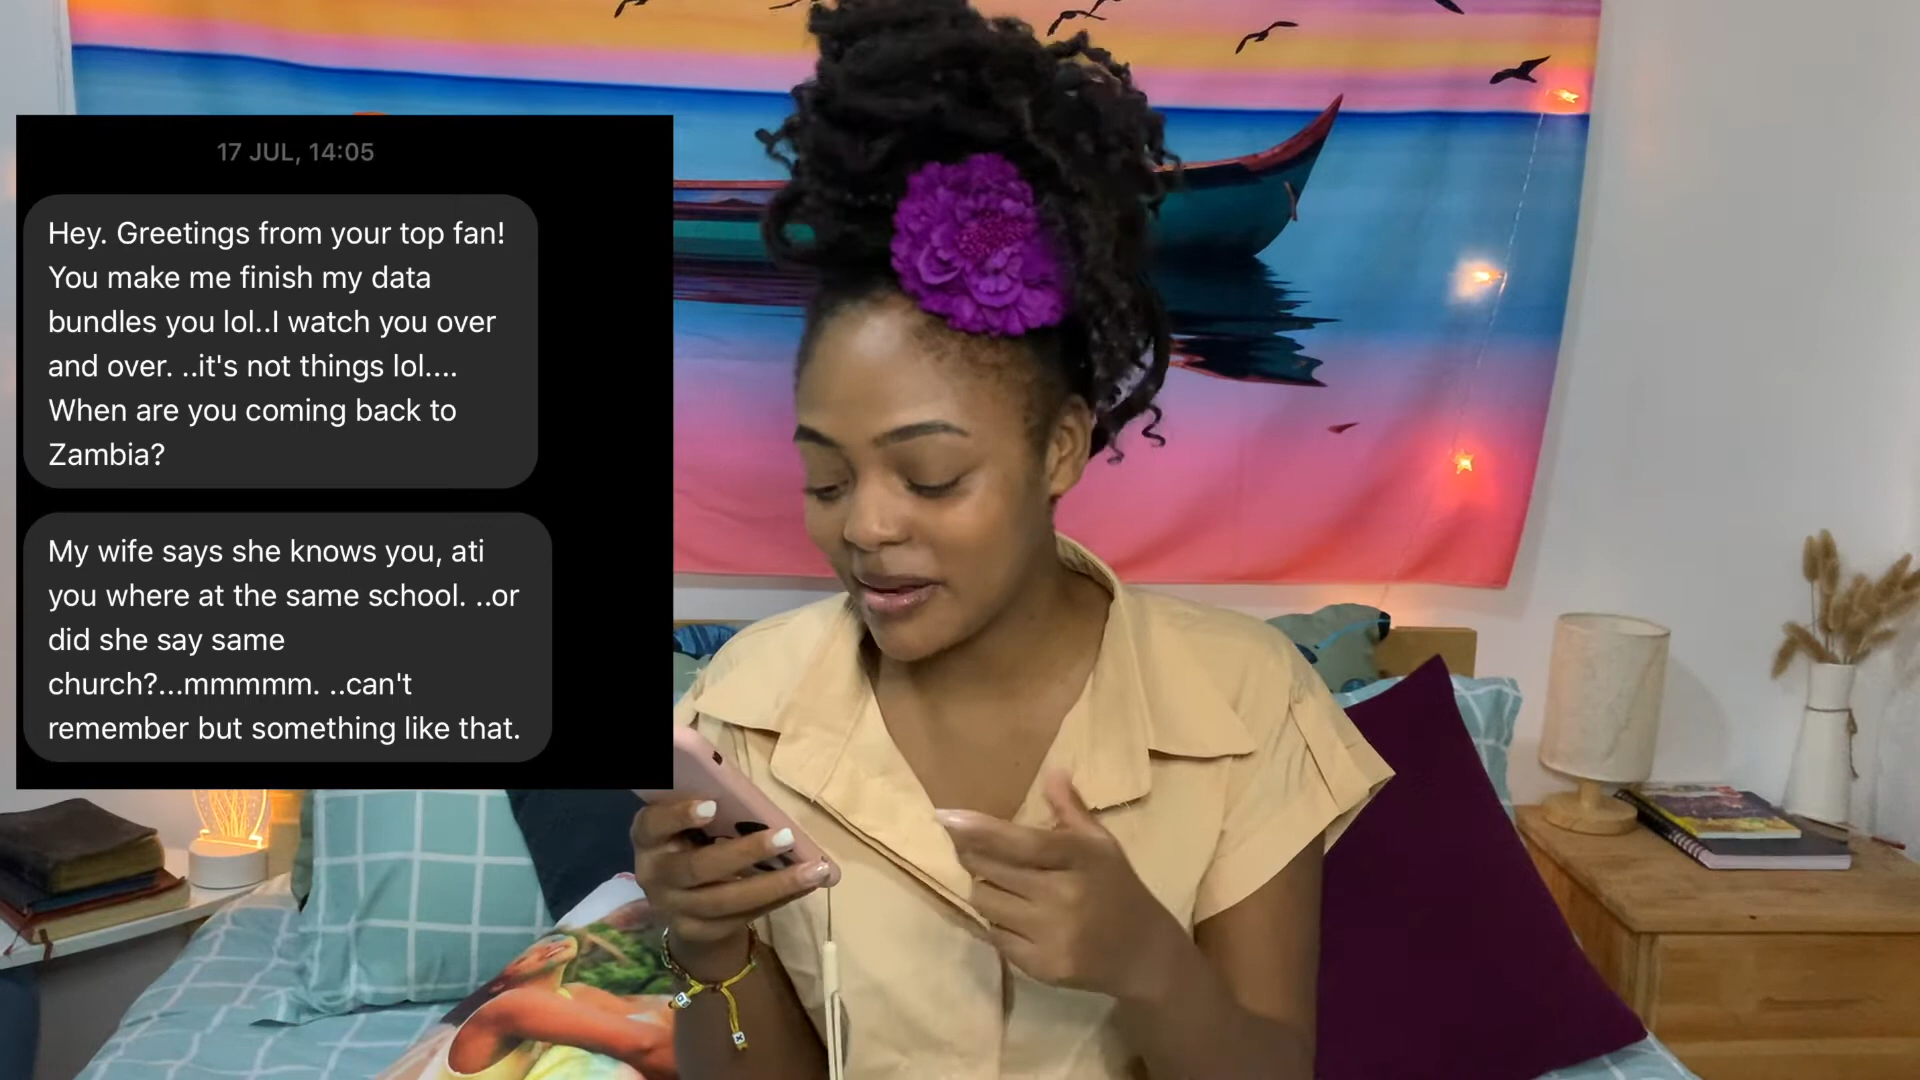 17 JUL, 14:05
Hey. Greetings from your top fan!
You make me finish my data
bundles you lol..I watch you over
and over. ..it's not things lol....
When are you coming back to
Zambia?
My wife says she knows you, ati
you where at the same school. ..or
did she say same
church?...mmmmm. ..can't
remember but something like that.